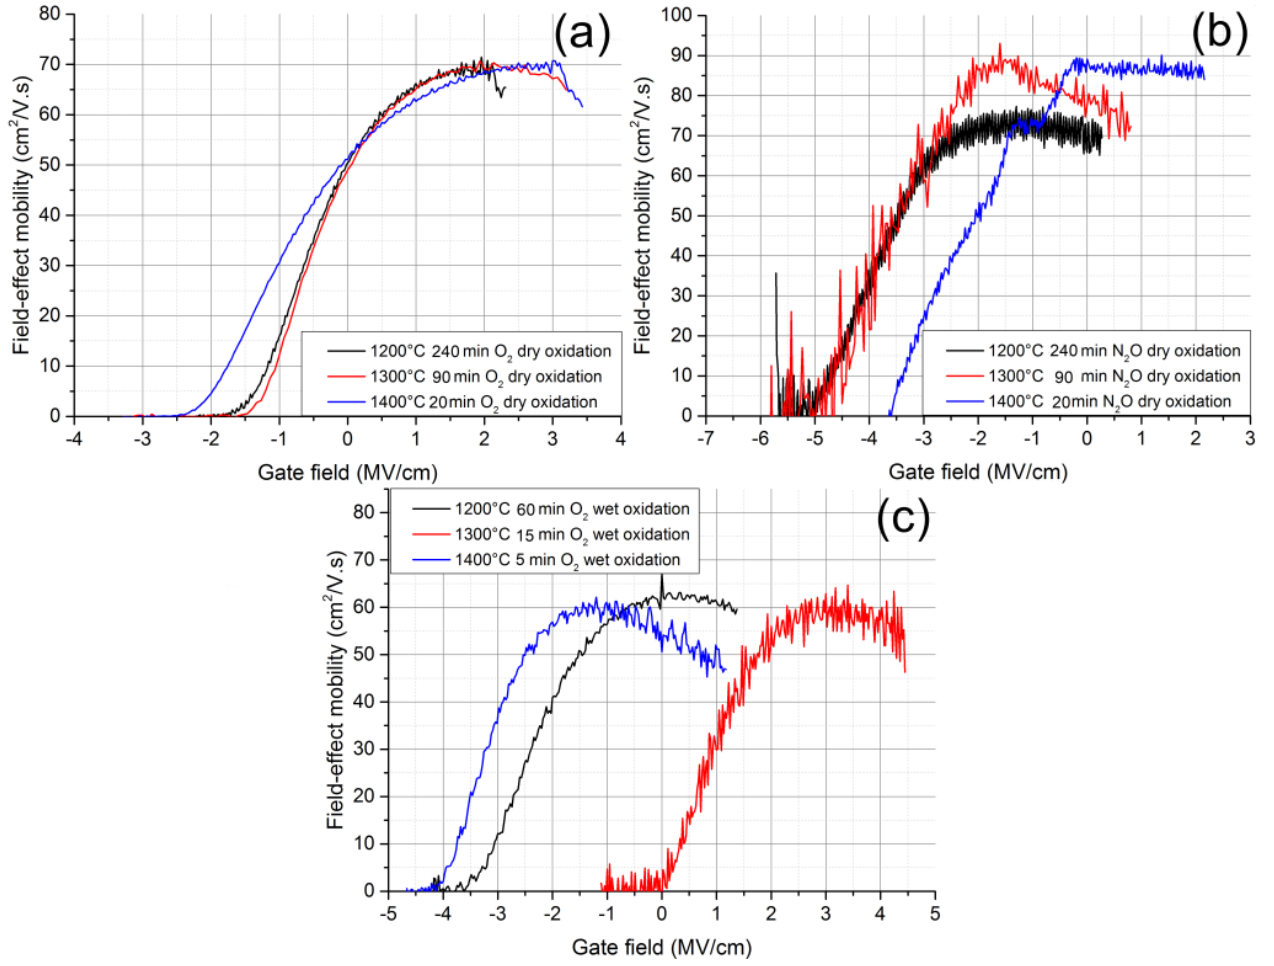 (a)
80
70
60
50
40
30
20
10
0
Field-effect mobility (cm²/V.s)
1200°C 240 min O₂ dry oxidation
1300°C 90 min O₂ dry oxidation
1400°C 20min O₂ dry oxidation
-4 -3 -2 -1 0 1 2 3 4
Gate field (MV/cm)
(b)
100
90
80
70
60
50
40
30
20
10
0
Field-effect mobility (cm²/V.s)
1200°C 240 min N₂O dry oxidation
1300°C 90 min N₂O dry oxidation
1400°C 20min N₂O dry oxidation
-7 -6 -5 -4 -3 -2 -1 0 1 2 3
Gate field (MV/cm)
(c)
1200°C 60 min O₂ wet oxidation
1300°C 15 min O₂ wet oxidation
1400°C 5 min O₂ wet oxidation
80
70
60
50
40
30
20
10
0
Field-effect mobility (cm²/V.s)
-5 -4 -3 -2 -1 0 1 2 3 4 5
Gate field (MV/cm)